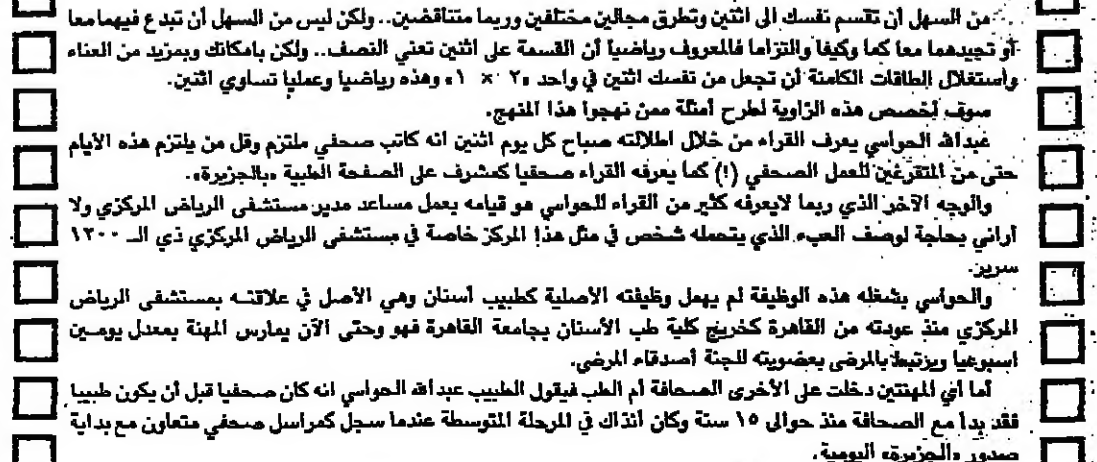 من السهل أن تقسم نفسك الى اثنين وتطرق مجالين مختلفين وربما متناقضين.. ولكن ليس من السهل أن تبدع فيهما معا
أو تجيدهما معا كما وكيفا والتزاما فالمعروف رياضيا أن القسمة على اثنين تعني النصف.. ولكن بامكانك وبمزيد من العناء
واستغلال الطاقات الكامنة أن تجعل من نفسك اثنين في واحد «٢ × ١» وهذه رياضيا وعمليا تساوي اثنين.
سوف تخصص هذه الزاوية لطرح أمثلة ممن نهجوا هذا المنهج.
عبدالله الحواسي يعرف القراء من خلال اطلالته صباح كل يوم اثنين انه كاتب صحفي ملتزم وقل من يلتزم هذه الأيام
حتى من المتفرغين للعمل الصحفي (!) كما يعرفه القراء صحفيا كمشرف على الصفحة الطبية «بالجزيرة».
والوجه الآخر الذي ربما لايعرفه كثير من القراء للحواسي هو قيامه بعمل مساعد مدير مستشفى الرياض المركزي ولا
أراني بحاجة لوصف العبء الذي يتحمله شخص في مثل هذا المركز خاصة في مستشفى الرياض المركزي ذي الـ ١٢٠٠
سرير.
والحواسي بشغله هذه الوظيفة لم يهمل وظيفته الأصلية كطبيب أسنان وهي الأصل في علاقته بمستشفى الرياض
المركزي منذ عودته من القاهرة كخريج كلية طب الأسنان بجامعة القاهرة فهو وحتى الآن يمارس المهنة بمعدل يومين
اسبوعيا ويرتبط بالمرضى بعضويته للجنة أصدقاء المرضى.
أما أي المهنتين دخلت على الأخرى الصحافة أم الطب فيقول الطبيب عبدالله الحواسي انه كان صحفيا قبل أن يكون طبيبا
فقد بدأ مع الصحافة منذ حوالى ١٥ سنة وكان أنذاك في المرحلة المتوسطة عندما سجل كمراسل صحفي متعاون مع بداية
صدور «الجزيرة» اليومية.